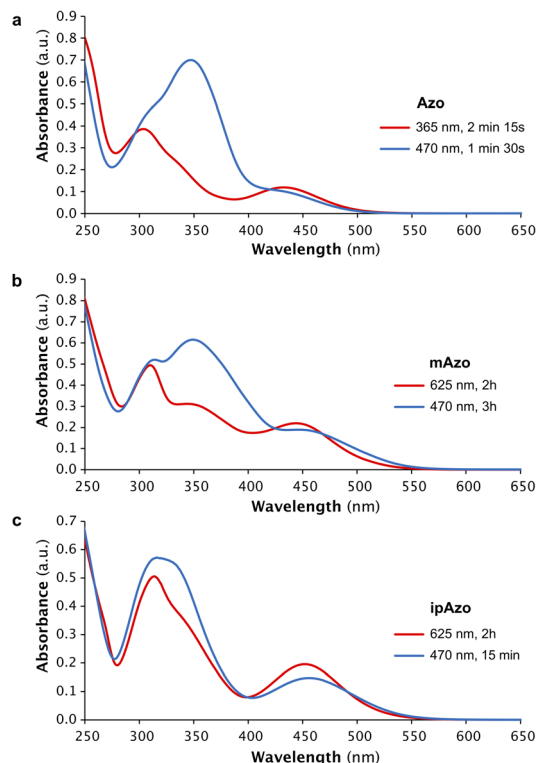 a
0.9
0.8
0.7
0.6
0.5
0.4
0.3
0.2
0.1
0.0
Absorbance (a.u.)
Azo
365 nm, 2 min 15s
470 nm, 1 min 30s
250 300 350 400 450 500 550 600 650
Wavelength (nm)
b
0.9
0.8
0.7
0.6
0.5
0.4
0.3
0.2
0.1
0.0
Absorbance (a.u.)
mAzo
625 nm, 2h
470 nm, 3h
250 300 350 400 450 500 550 600 650
Wavelength (nm)
c
0.7
0.6
0.5
0.4
0.3
0.2
0.1
0.0
Absorbance (a.u.)
ipAzo
625 nm, 2h
470 nm, 15 min
250 300 350 400 450 500 550 600 650
Wavelength (nm)